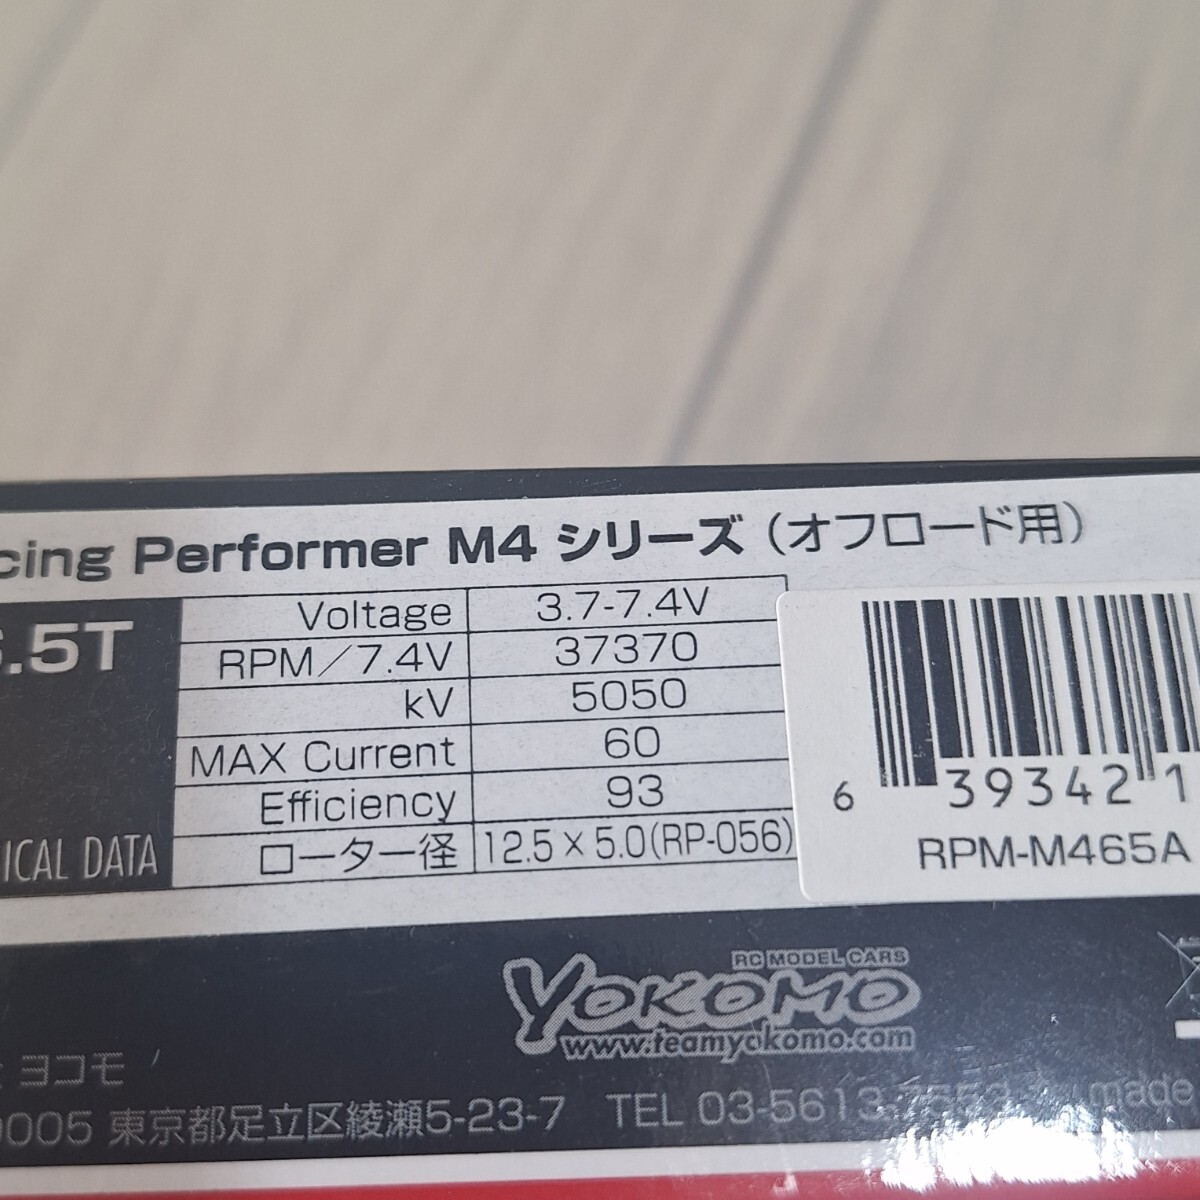 cing Performer M4 シリーズ（オフロード用）
.5T
Voltage 3.7-7.4V
RPM／7.4V 37370
kV 5050
MAX Current 60
Efficiency 93
ローター径 12.5×5.0(RP-056)
ICAL DATA
6 39342 1
RPM-M465A
RC MODEL CARS
YOKOMO
www.teamyokomo.com
ヨコモ
0005 東京都足立区綾瀬5-23-7 TEL 03-5613-7553 made